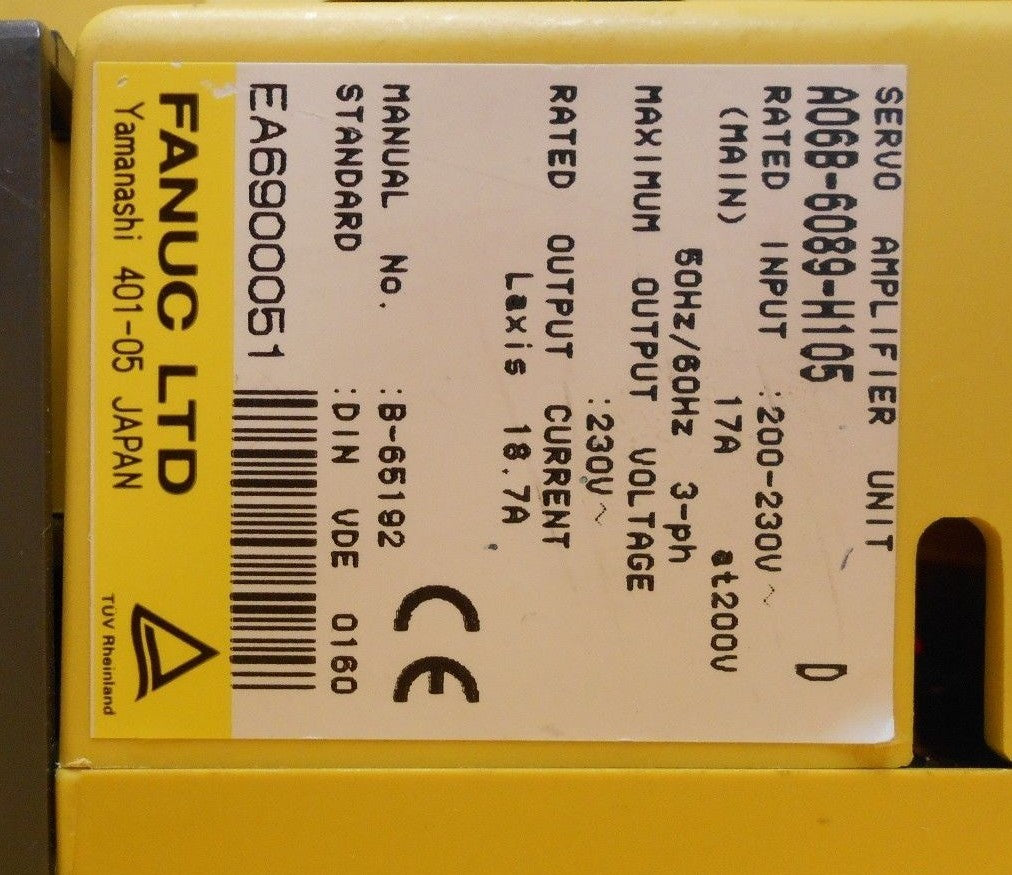 SERVO AMPLIFIER UNIT
A06B-6089-H105 D
RATED INPUT :200-230V~
(MAIN) 17A at200V
50Hz/60Hz 3-ph
MAXIMUM OUTPUT VOLTAGE
:230V~
RATED OUTPUT CURRENT
Laxis 18.7A
MANUAL No. :B-65192
STANDARD :DIN VDE 0160
CE
EA6900051
FANUC LTD
Yamanashi 401-05 JAPAN
TÜV Rheinland